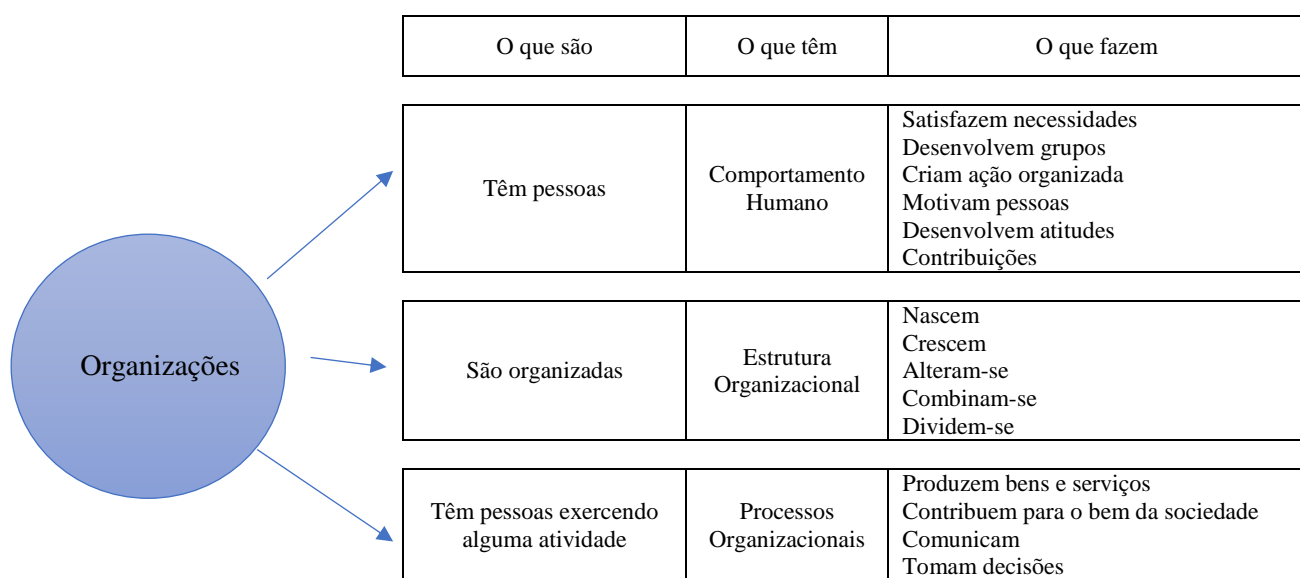 O que são
O que têm
O que fazem
Têm pessoas
Comportamento
Humano
Satisfazem necessidades
Desenvolvem grupos
Criam ação organizada
Motivam pessoas
Desenvolvem atitudes
Contribuições
Organizações
São organizadas
Estrutura
Organizacional
Nascem
Crescem
Alteram-se
Combinam-se
Dividem-se
Têm pessoas exercendo
alguma atividade
Processos
Organizacionais
Produzem bens e serviços
Contribuem para o bem da sociedade
Comunicam
Tomam decisões